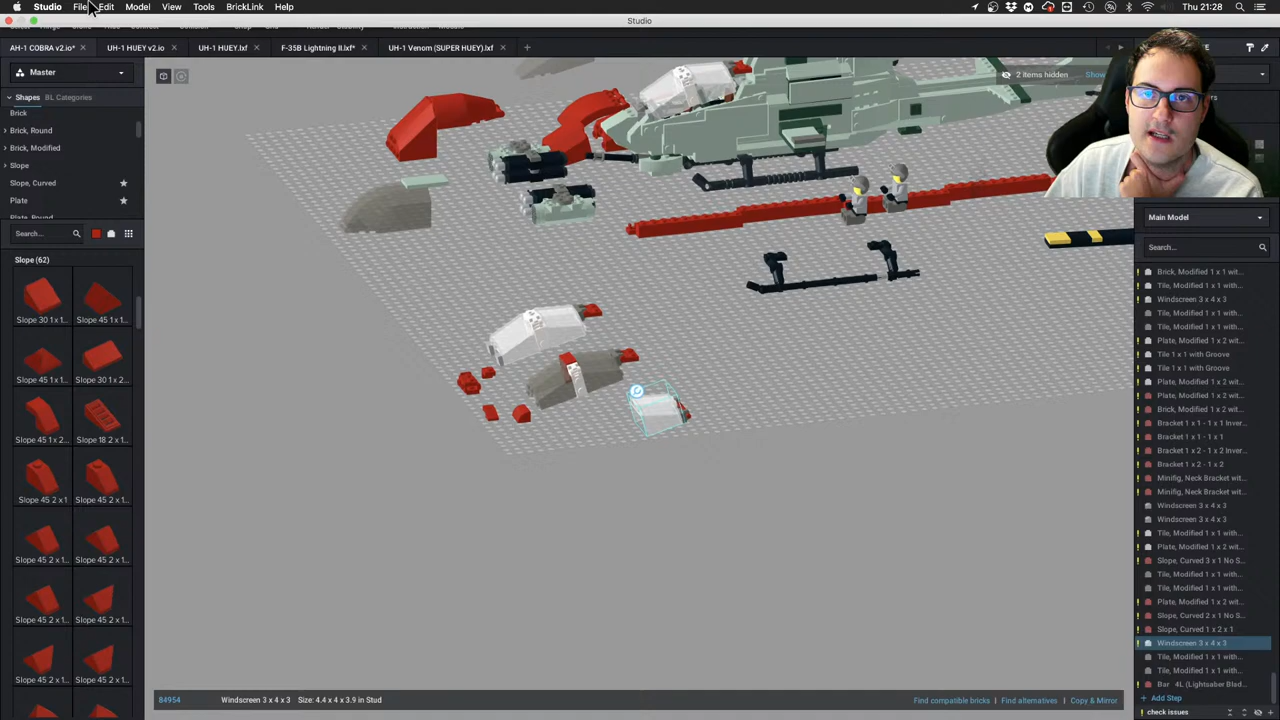 Studio File Edit Model View Tools BrickLink Help
Thu 21:28
Studio
AH-1 COBRA v2.io* × UH-1 HUEY v2.io × UH-1 HUEY.lxf × F-35B Lightning II.lxf* × UH-1 Venom (SUPER HUEY).lxf × +
Master
2 items hidden Show
Shapes BL Categories
Brick
Brick, Round
Brick, Modified
Slope
Slope, Curved
Plate
Plate, Round
Search...
Slope (62)
Slope 30 1 x... Slope 45 1 x...
Slope 45 1 x... Slope 30 1 x 2...
Slope 45 1 x 2... Slope 18 2 x 1...
Slope 45 2 x 1 Slope 45 2 x 1...
Slope 45 2 x 1... Slope 45 2 x 1...
Slope 45 2 x 1... Slope 45 2 x 1...
Slope 45 2 x 1... Slope 45 2 x 1...
Main Model
Search...
Brick, Modified 1 x 1 wit...
Tile, Modified 1 x 1 with...
Windscreen 3 x 4 x 3
Tile, Modified 1 x 1 with...
Tile, Modified 1 x 1 with...
Plate, Modified 1 x 2 wit...
Tile 1 x 1 with Groove
Tile 1 x 1 with Groove
Plate, Modified 1 x 2 wit...
Plate, Modified 1 x 2 wit...
Brick, Modified 1 x 2 wit...
Bracket 1 x 1 - 1 x 1 Inver...
Bracket 1 x 1 - 1 x 1
Bracket 1 x 2 - 1 x 2 Inver...
Bracket 1 x 2 - 1 x 2
Minifig, Neck Bracket wit...
Minifig, Neck Bracket wit...
Windscreen 3 x 4 x 3
Windscreen 3 x 4 x 3
Tile, Modified 1 x 1 with...
Plate, Modified 1 x 2 wit...
Slope, Curved 3 x 1 No S...
Tile, Modified 1 x 1 with...
Tile, Modified 1 x 1 with...
Plate, Modified 1 x 2 wit...
Slope, Curved 2 x 1 No S...
Slope, Curved 1 x 2 x 1
Windscreen 3 x 4 x 3
Tile, Modified 1 x 1 with...
Tile, Modified 1 x 1 with...
Bar 4L (Lightsaber Blad...
+ Add Step
check issues
84954 Windscreen 3 x 4 x 3 Size: 4.4 x 4 x 3.9 in Stud
Find compatible bricks | Find alternatives | Copy & Mirror